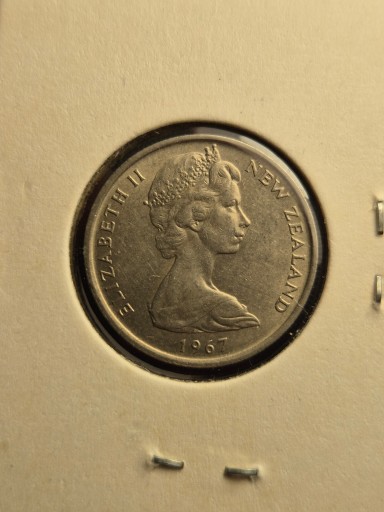 ELIZABETH II
NEW ZEALAND
1967